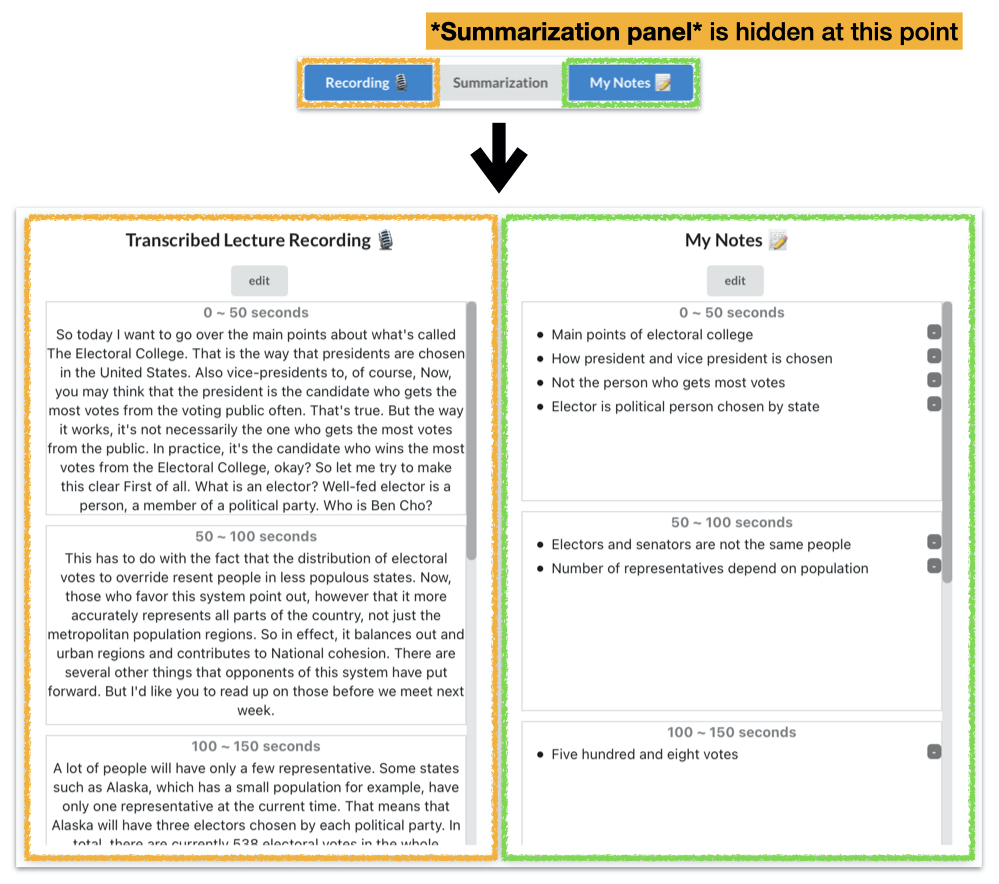 *Summarization panel* is hidden at this point
Recording
Summarization
My Notes
Transcribed Lecture Recording
edit
0 ~ 50 seconds
So today I want to go over the main points about what's called
The Electoral College. That is the way that presidents are chosen
in the United States. Also vice-presidents to, of course, Now,
you may think that the president is the candidate who gets the
most votes from the voting public often. That's true. But the way
it works, it's not necessarily the one who gets the most votes
from the public. In practice, it's the candidate who wins the most
votes from the Electoral College, okay? So let me try to make
this clear First of all. What is an elector? Well-fed elector is a
person, a member of a political party. Who is Ben Cho?
50 ~ 100 seconds
This has to do with the fact that the distribution of electoral
votes to override resent people in less populous states. Now,
those who favor this system point out, however that it more
accurately represents all parts of the country, not just the
metropolitan population regions. So in effect, it balances out and
urban regions and contributes to National cohesion. There are
several other things that opponents of this system have put
forward. But I'd like you to read up on those before we meet next
week.
100 ~ 150 seconds
A lot of people will have only a few representative. Some states
such as Alaska, which has a small population for example, have
only one representative at the current time. That means that
Alaska will have three electors chosen by each political party. In
total, there are currently 538 electoral votes in the whole
My Notes
edit
0 ~ 50 seconds
• Main points of electoral college -
• How president and vice president is chosen -
• Not the person who gets most votes -
• Elector is political person chosen by state -
50 ~ 100 seconds
• Electors and senators are not the same people -
• Number of representatives depend on population -
100 ~ 150 seconds
• Five hundred and eight votes -